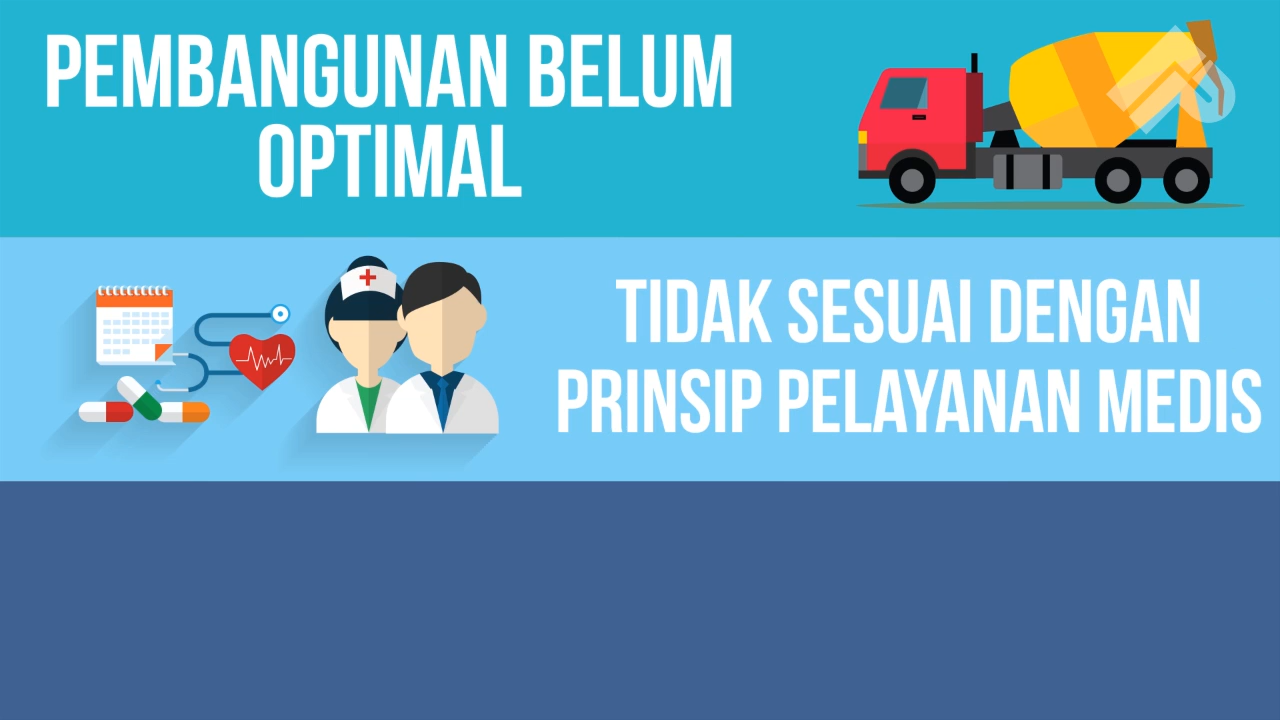 PEMBANGUNAN BELUM
OPTIMAL
TIDAK SESUAI DENGAN
PRINSIP PELAYANAN MEDIS